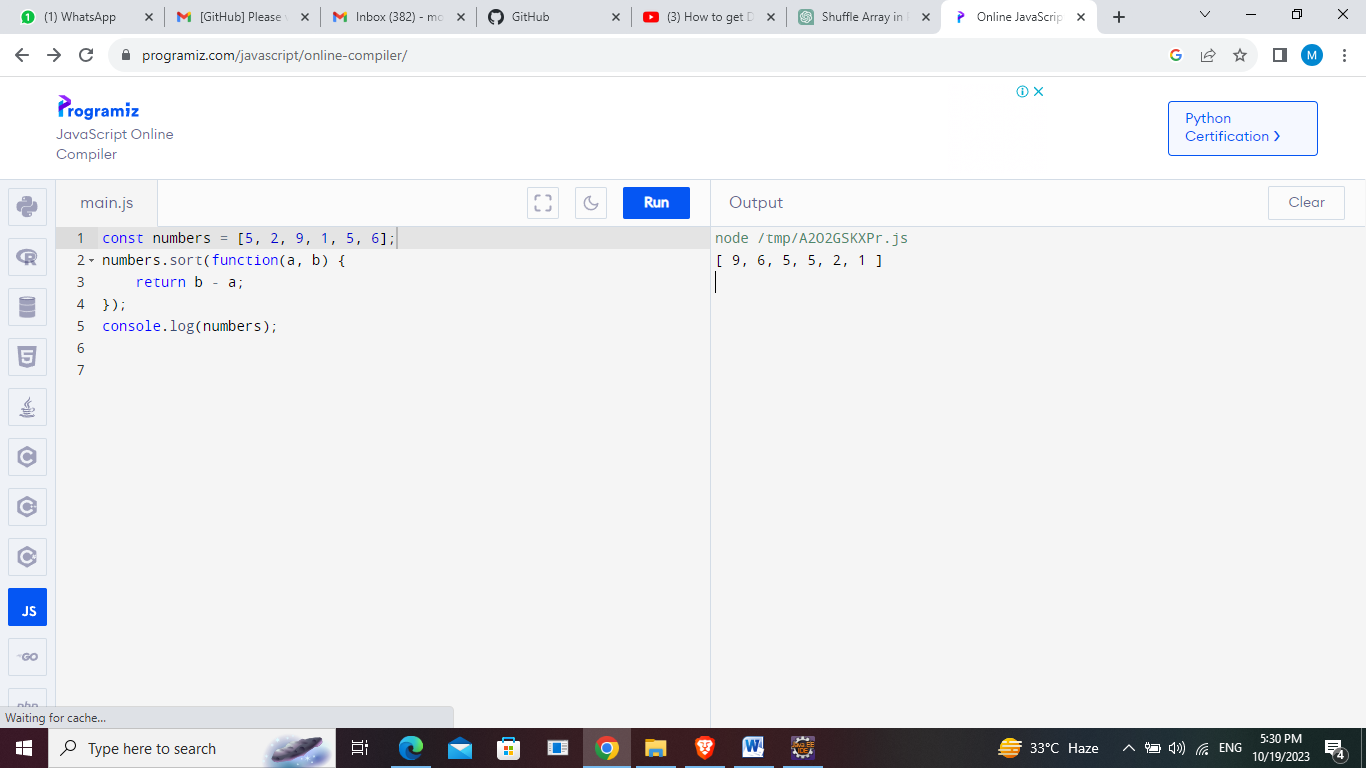 (1) WhatsApp
[GitHub] Please
Inbox (382) - mo
GitHub
(3) How to get D
Shuffle Array in
Online JavaScrip
programiz.com/javascript/online-compiler/
M
Programiz
JavaScript Online
Compiler
Python
Certification
main.js
Run
Output
Clear
1 const numbers = [5, 2, 9, 1, 5, 6];
2 numbers.sort(function(a, b) {
3 return b - a;
4 });
5 console.log(numbers);
6
7
node /tmp/A2O2GSKXPr.js
[ 9, 6, 5, 5, 2, 1 ]
JS
GO
php
Waiting for cache...
Type here to search
33°C Haze
ENG
5:30 PM
10/19/2023
4